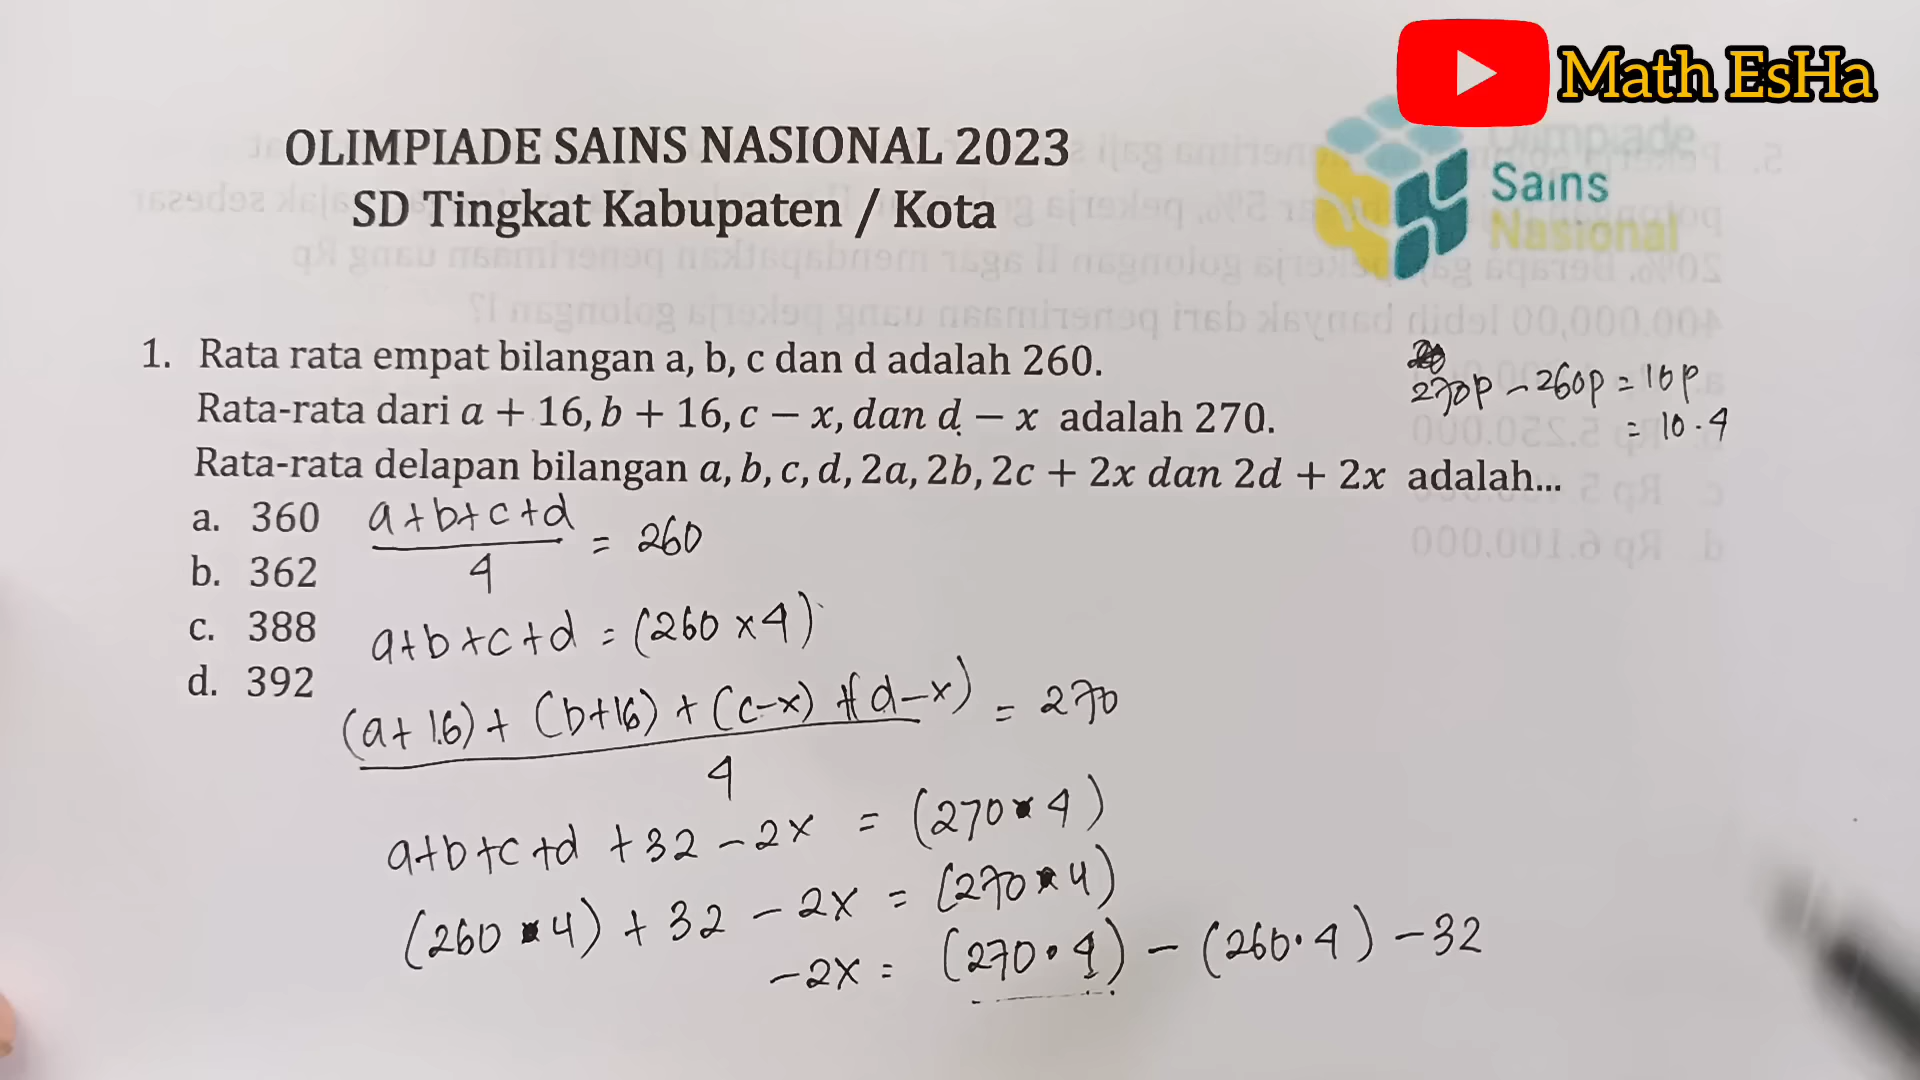 Math EsHa
OLIMPIADE SAINS NASIONAL 2023
SD Tingkat Kabupaten / Kota
Olimpiade
Sains
Nasional
1. Rata rata empat bilangan a, b, c dan d adalah 260.
Rata-rata dari a + 16, b + 16, c − x, dan d − x adalah 270.
Rata-rata delapan bilangan a, b, c, d, 2a, 2b, 2c + 2x dan 2d + 2x adalah...
a. 360
b. 362
c. 388
d. 392
270p − 260p = 10p
= 10 · 4
a + b + c + d / 4 = 260
a + b + c + d = (260 × 4)
(a + 16) + (b + 16) + (c − x) + (d − x) / 4 = 270
a + b + c + d + 32 − 2x = (270 · 4)
(260 · 4) + 32 − 2x = (270 · 4)
−2x = (270 · 4) − (260 · 4) − 32